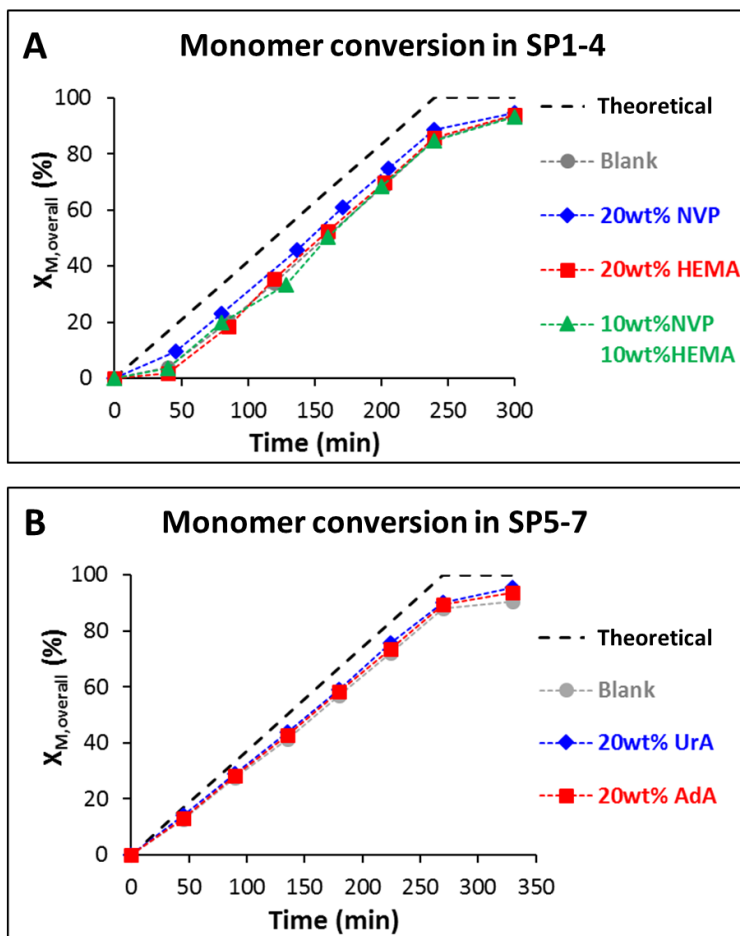 A
Monomer conversion in SP1-4
100
80
60
40
20
0
X_M,overall (%)
0 50 100 150 200 250 300
Time (min)
Theoretical
Blank
20wt% NVP
20wt% HEMA
10wt%NVP
10wt%HEMA
B
Monomer conversion in SP5-7
100
80
60
40
20
0
X_M,overall (%)
0 50 100 150 200 250 300 350
Time (min)
Theoretical
Blank
20wt% UrA
20wt% AdA